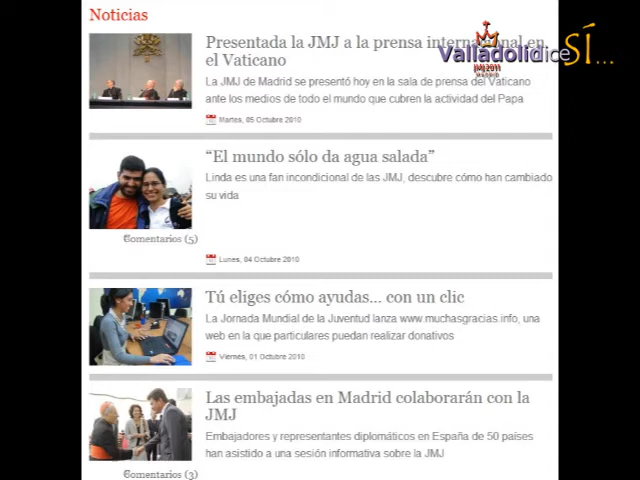 Noticias
Valladolidice SÍ...
JMJ2011
MADRID
Presentada la JMJ a la prensa internacional en
el Vaticano
La JMJ de Madrid se presentó hoy en la sala de prensa del Vaticano
ante los medios de todo el mundo que cubren la actividad del Papa
Martes, 05 Octubre 2010
“El mundo sólo da agua salada”
Linda es una fan incondicional de las JMJ, descubre cómo han cambiado
su vida
Comentarios (5)
Lunes, 04 Octubre 2010
Tú eliges cómo ayudas... con un clic
La Jornada Mundial de la Juventud lanza www.muchasgracias.info, una
web en la que particulares puedan realizar donativos
Viernes, 01 Octubre 2010
Las embajadas en Madrid colaborarán con la
JMJ
Embajadores y representantes diplomáticos en España de 50 países
han asistido a una sesión informativa sobre la JMJ
Comentarios (3)